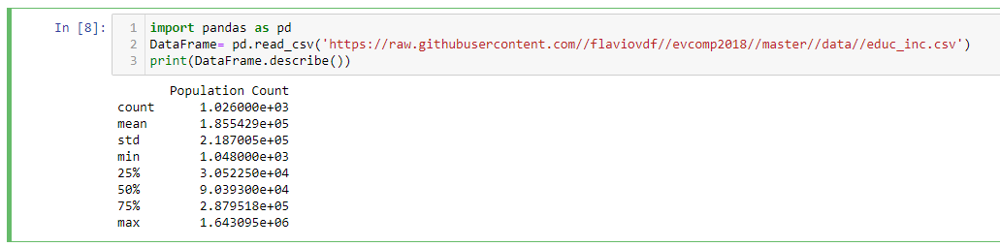 In [8]:
1 import pandas as pd
2 DataFrame= pd.read_csv('https://raw.githubusercontent.com//flaviovdf//evcomp2018//master//data//educ_inc.csv')
3 print(DataFrame.describe())
Population Count
count 1.026000e+03
mean 1.855429e+05
std 2.187005e+05
min 1.048000e+03
25% 3.052250e+04
50% 9.039300e+04
75% 2.879518e+05
max 1.643095e+06